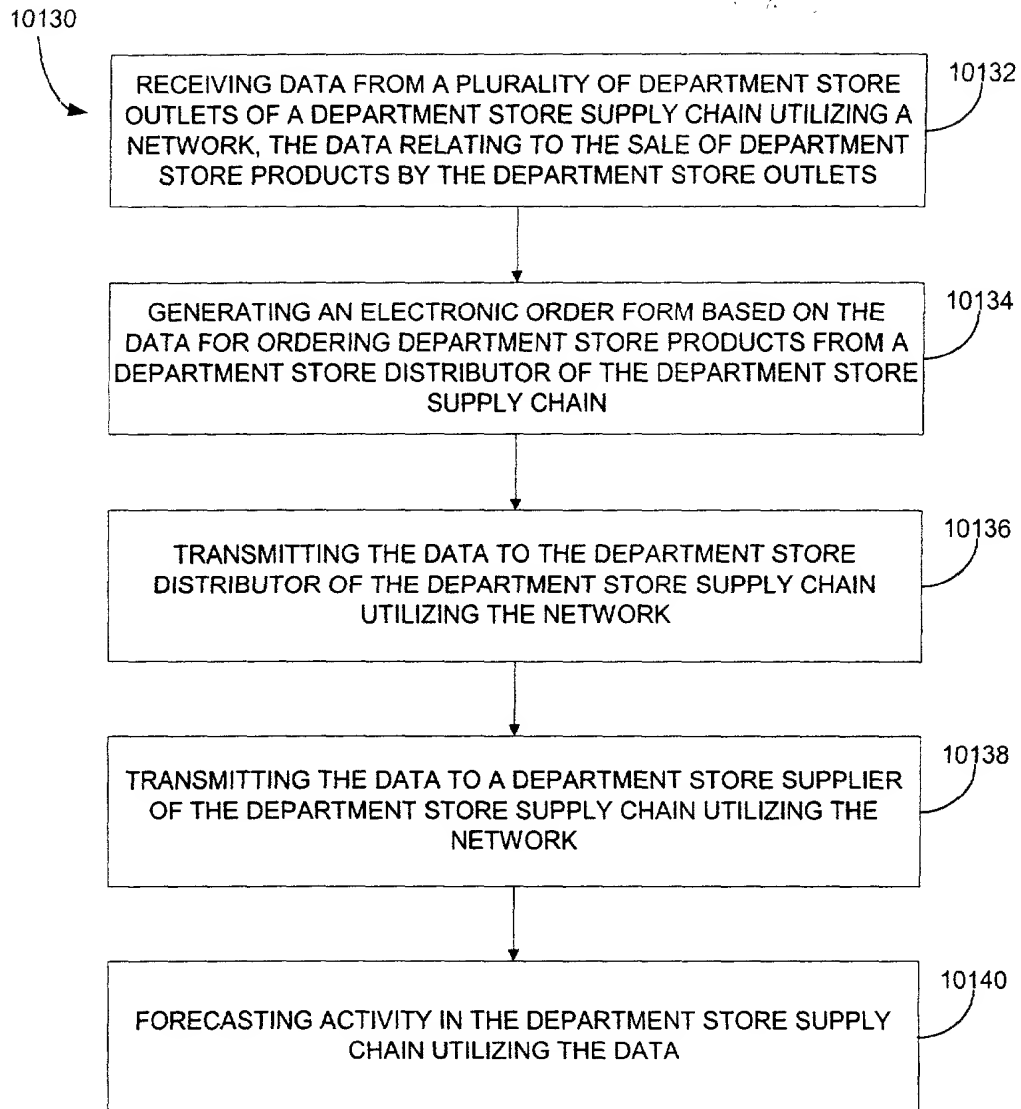 10130
RECEIVING DATA FROM A PLURALITY OF DEPARTMENT STORE
OUTLETS OF A DEPARTMENT STORE SUPPLY CHAIN UTILIZING A
NETWORK, THE DATA RELATING TO THE SALE OF DEPARTMENT
STORE PRODUCTS BY THE DEPARTMENT STORE OUTLETS
10132
GENERATING AN ELECTRONIC ORDER FORM BASED ON THE
DATA FOR ORDERING DEPARTMENT STORE PRODUCTS FROM A
DEPARTMENT STORE DISTRIBUTOR OF THE DEPARTMENT STORE
SUPPLY CHAIN
10134
TRANSMITTING THE DATA TO THE DEPARTMENT STORE
DISTRIBUTOR OF THE DEPARTMENT STORE SUPPLY CHAIN
UTILIZING THE NETWORK
10136
TRANSMITTING THE DATA TO A DEPARTMENT STORE SUPPLIER
OF THE DEPARTMENT STORE SUPPLY CHAIN UTILIZING THE
NETWORK
10138
FORECASTING ACTIVITY IN THE DEPARTMENT STORE SUPPLY
CHAIN UTILIZING THE DATA
10140